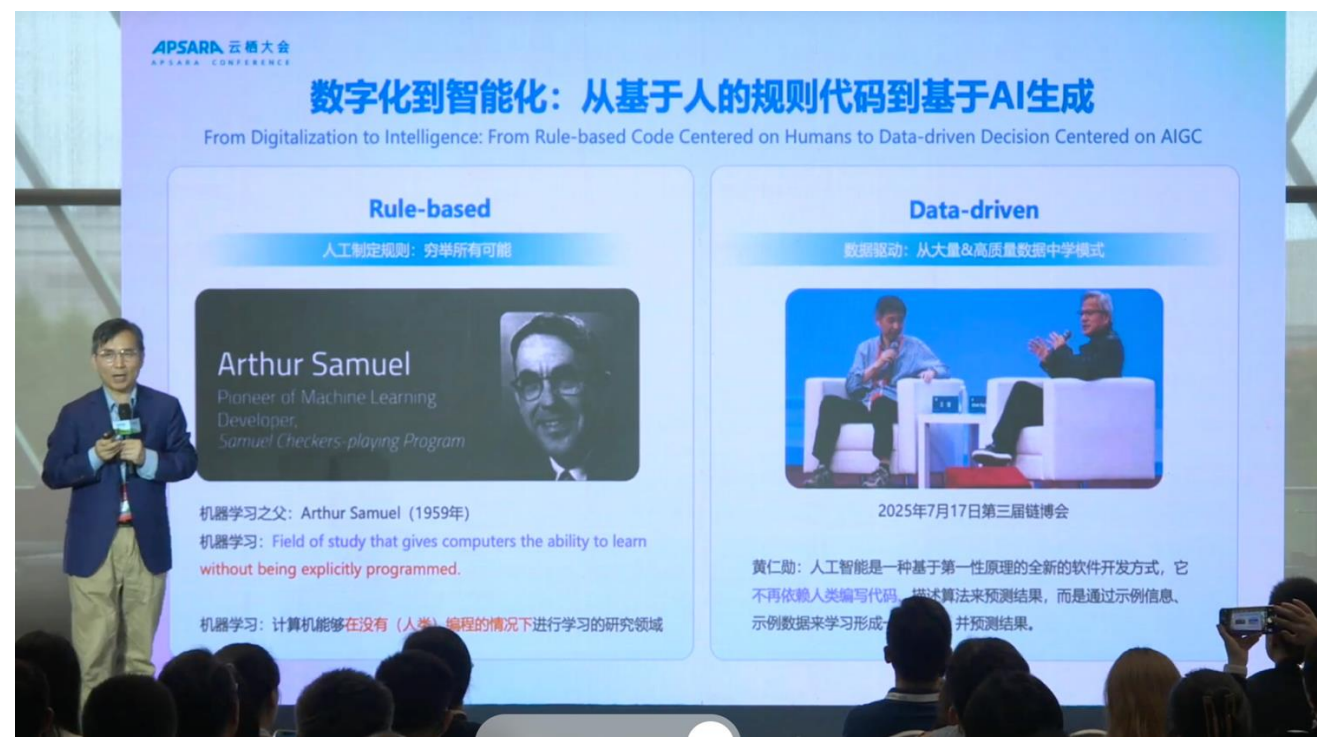 APSARA 云栖大会
APSARA CONFERENCE
数字化到智能化：从基于人的规则代码到基于AI生成
From Digitalization to Intelligence: From Rule-based Code Centered on Humans to Data-driven Decision Centered on AIGC
Rule-based
人工制定规则：穷举所有可能
Arthur Samuel
Pioneer of Machine Learning
Developer,
Samuel Checkers-playing Program
机器学习之父：Arthur Samuel（1959年）
机器学习：Field of study that gives computers the ability to learn
without being explicitly programmed.
机器学习：计算机能够在没有（人类）编程的情况下进行学习的研究领域
Data-driven
数据驱动：从大量&高质量数据中学模式
2025年7月17日第三届链博会
黄仁勋：人工智能是一种基于第一性原理的全新的软件开发方式，它
不再依赖人类编写代码、描述算法来预测结果，而是通过示例信息、
示例数据来学习形成一 并预测结果。